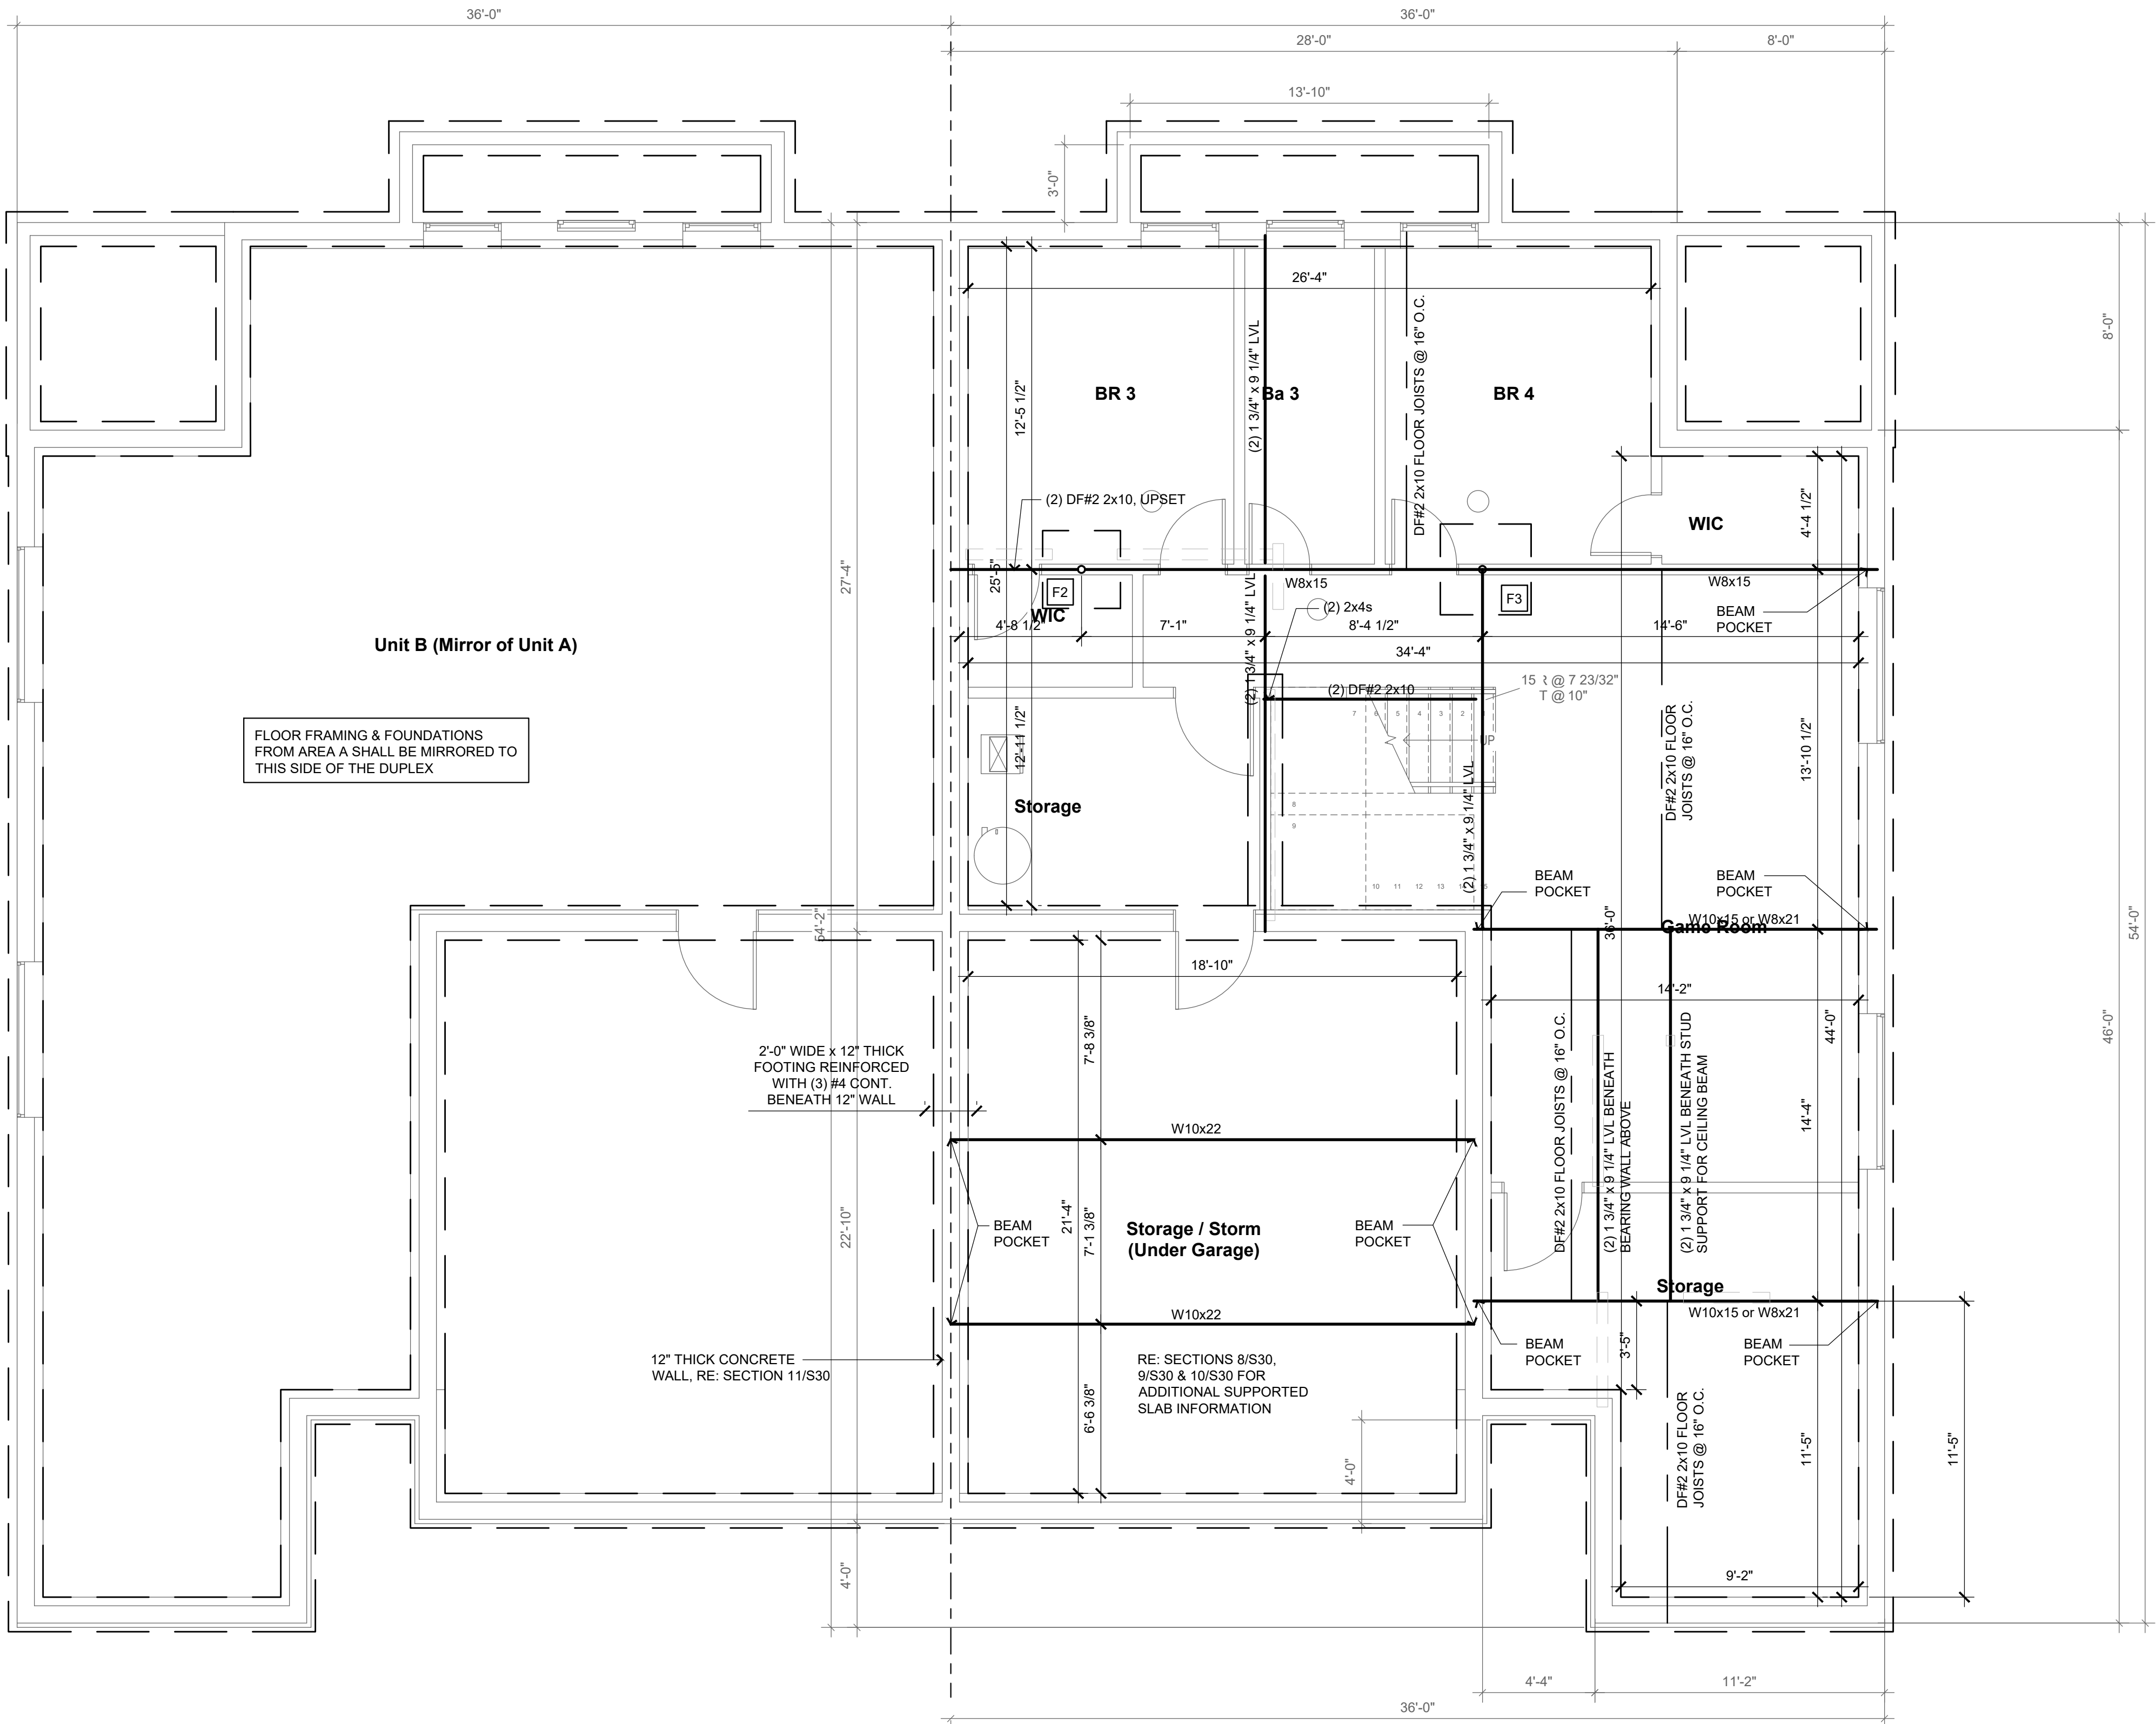 36'-0"
36'-0"
28'-0"
8'-0"
13'-10"
3'-0"
26'-4"
8'-0"
12'-5 1/2"
(2) 1 3/4" x 9 1/4" LVL
DF#2 2x10 FLOOR JOISTS @ 16" O.C.
BR 3
Ba 3
BR 4
(2) DF#2 2x10, UPSET
WIC
4'-4 1/2"
25'-5"
27'-4"
F2
W8x15
W8x15
F3
WIC
(2) 2x4s
BEAM
POCKET
4'-8 1/2"
7'-1"
8'-4 1/2"
14'-6"
34'-4"
Unit B (Mirror of Unit A)
(2) 1 3/4" x 9 1/4" LVL
(2) DF#2 2x10
15 R @ 7 23/32"
T @ 10"
7
6
5
4
3
2
UP
8
9
10
11
12
13
FLOOR FRAMING & FOUNDATIONS
FROM AREA A SHALL BE MIRRORED TO
THIS SIDE OF THE DUPLEX
12'-11 1/2"
Storage
(2) 1 3/4" x 9 1/4" LVL
DF#2 2x10 FLOOR
JOISTS @ 16" O.C.
13'-10 1/2"
BEAM
POCKET
BEAM
POCKET
54'-2"
36'-0"
W10x15 or W8x21
Game Room
54'-0"
18'-10"
14'-2"
44'-0"
46'-0"
7'-8 3/8"
2'-0" WIDE x 12" THICK
FOOTING REINFORCED
WITH (3) #4 CONT.
BENEATH 12" WALL
DF#2 2x10 FLOOR JOISTS @ 16" O.C.
(2) 1 3/4" x 9 1/4" LVL BENEATH
BEARING WALL ABOVE
(2) 1 3/4" x 9 1/4" LVL BENEATH STUD
SUPPORT FOR CEILING BEAM
14'-4"
W10x22
22'-10"
21'-4"
7'-1 3/8"
BEAM
POCKET
Storage / Storm
(Under Garage)
BEAM
POCKET
Storage
W10x22
W10x15 or W8x21
3'-5"
BEAM
POCKET
BEAM
POCKET
12" THICK CONCRETE
WALL, RE: SECTION 11/S30
RE: SECTIONS 8/S30,
9/S30 & 10/S30 FOR
ADDITIONAL SUPPORTED
SLAB INFORMATION
6'-6 3/8"
4'-0"
DF#2 2x10 FLOOR
JOISTS @ 16" O.C.
11'-5"
11'-5"
4'-0"
9'-2"
4'-4"
11'-2"
36'-0"